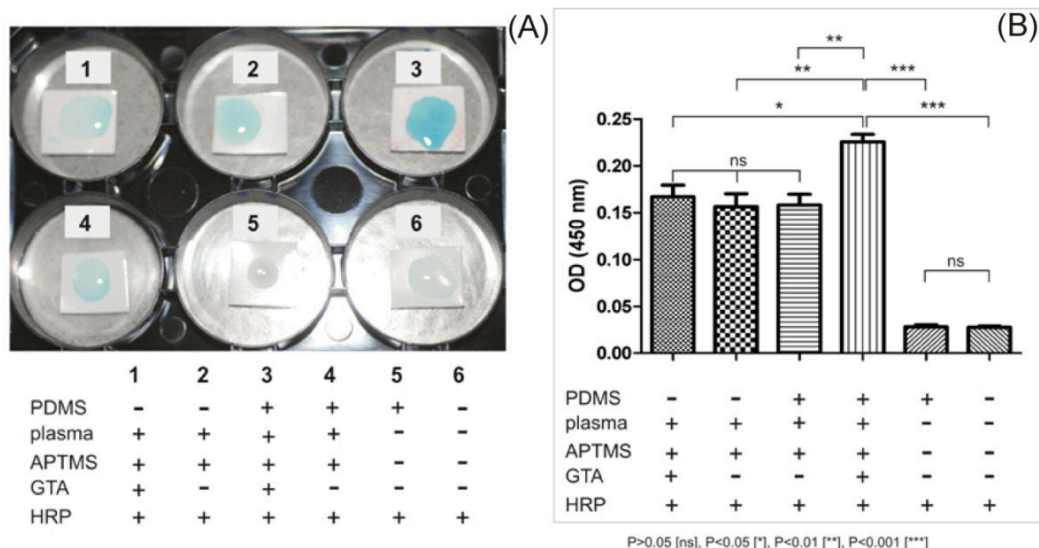 (A)
1 2 3
4 5 6
1 2 3 4 5 6
PDMS - - + + + -
plasma + + + + - -
APTMS + + + + - -
GTA + - + - - -
HRP + + + + + +
(B)
**
** ***
* ***
0.25
0.20
ns
0.15
OD (450 nm)
0.10
ns
0.05
0.00
PDMS - - + + + -
plasma + + + + - -
APTMS + + + + - -
GTA + - - + - -
HRP + + + + + +
P>0.05 [ns], P<0.05 [*], P<0.01 [**], P<0.001 [***]